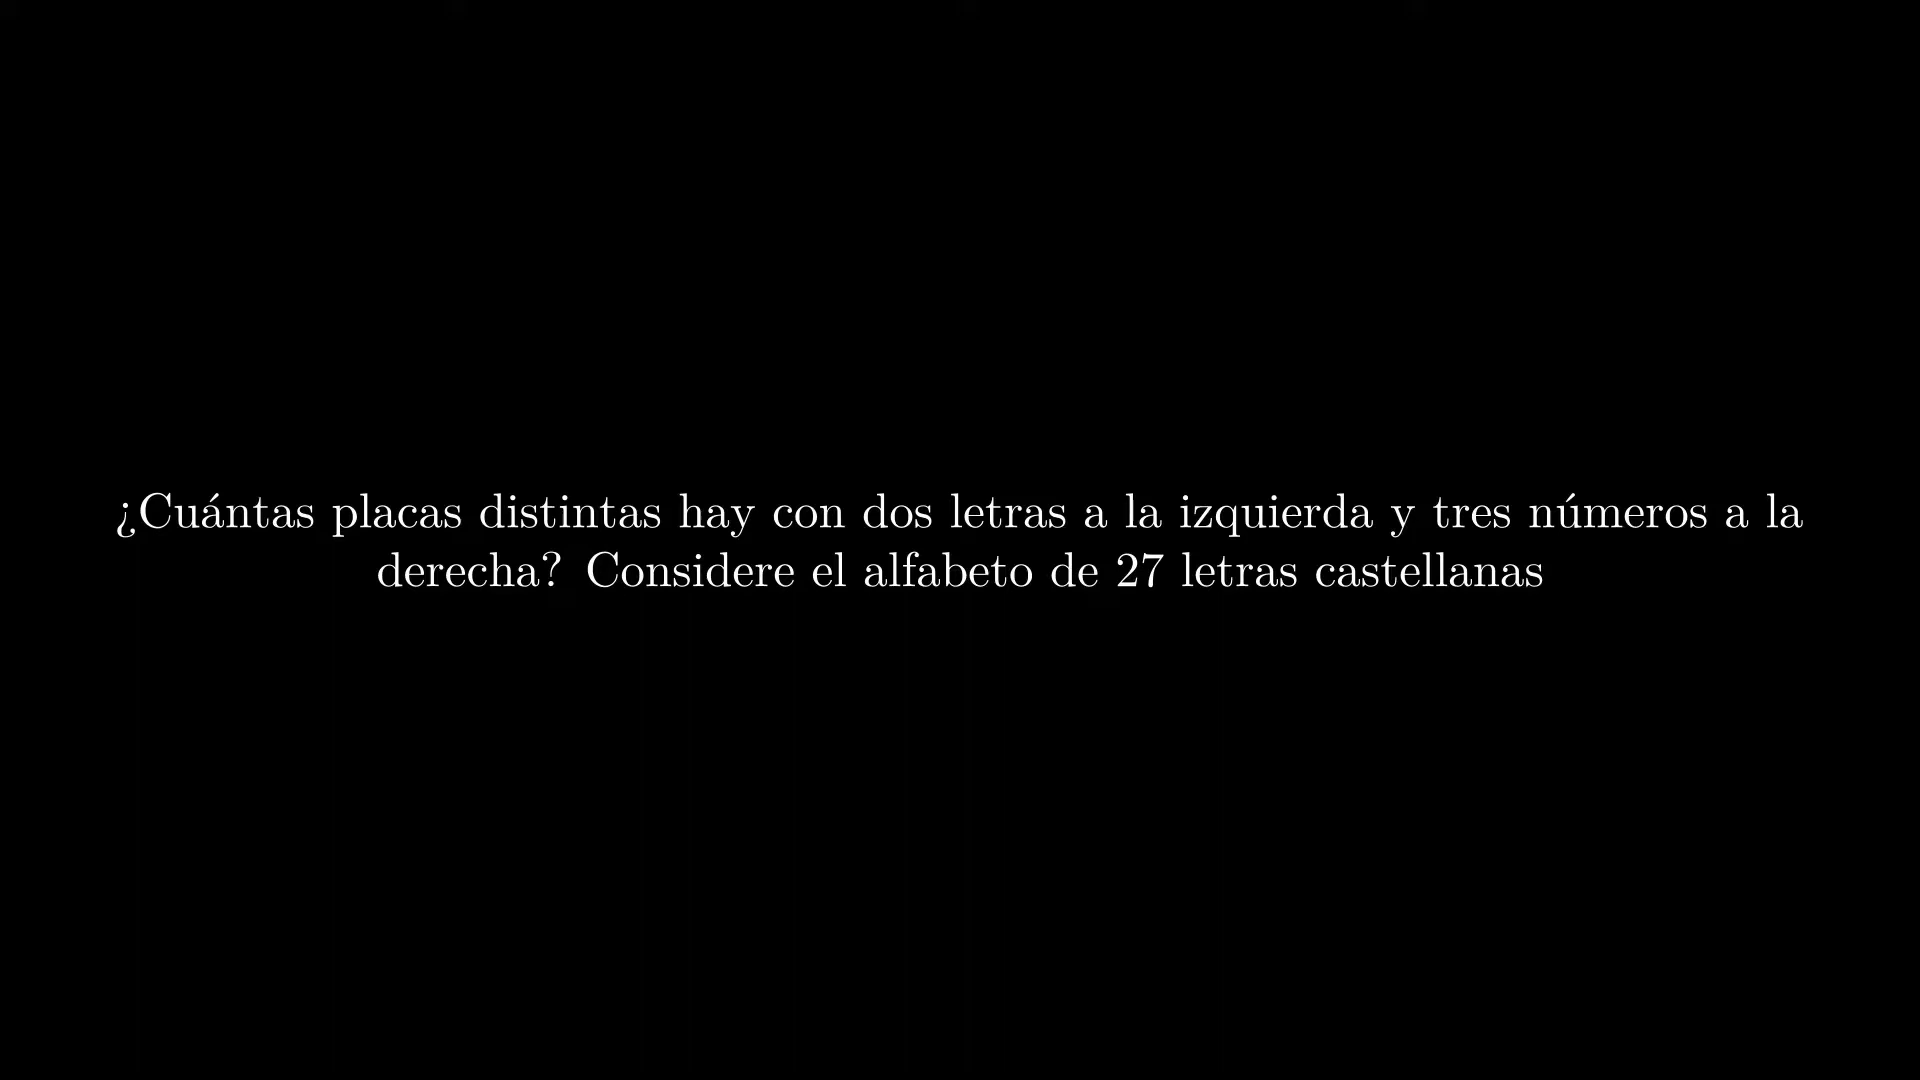 ¿Cuántas placas distintas hay con dos letras a la izquierda y tres números a la
derecha? Considere el alfabeto de 27 letras castellanas